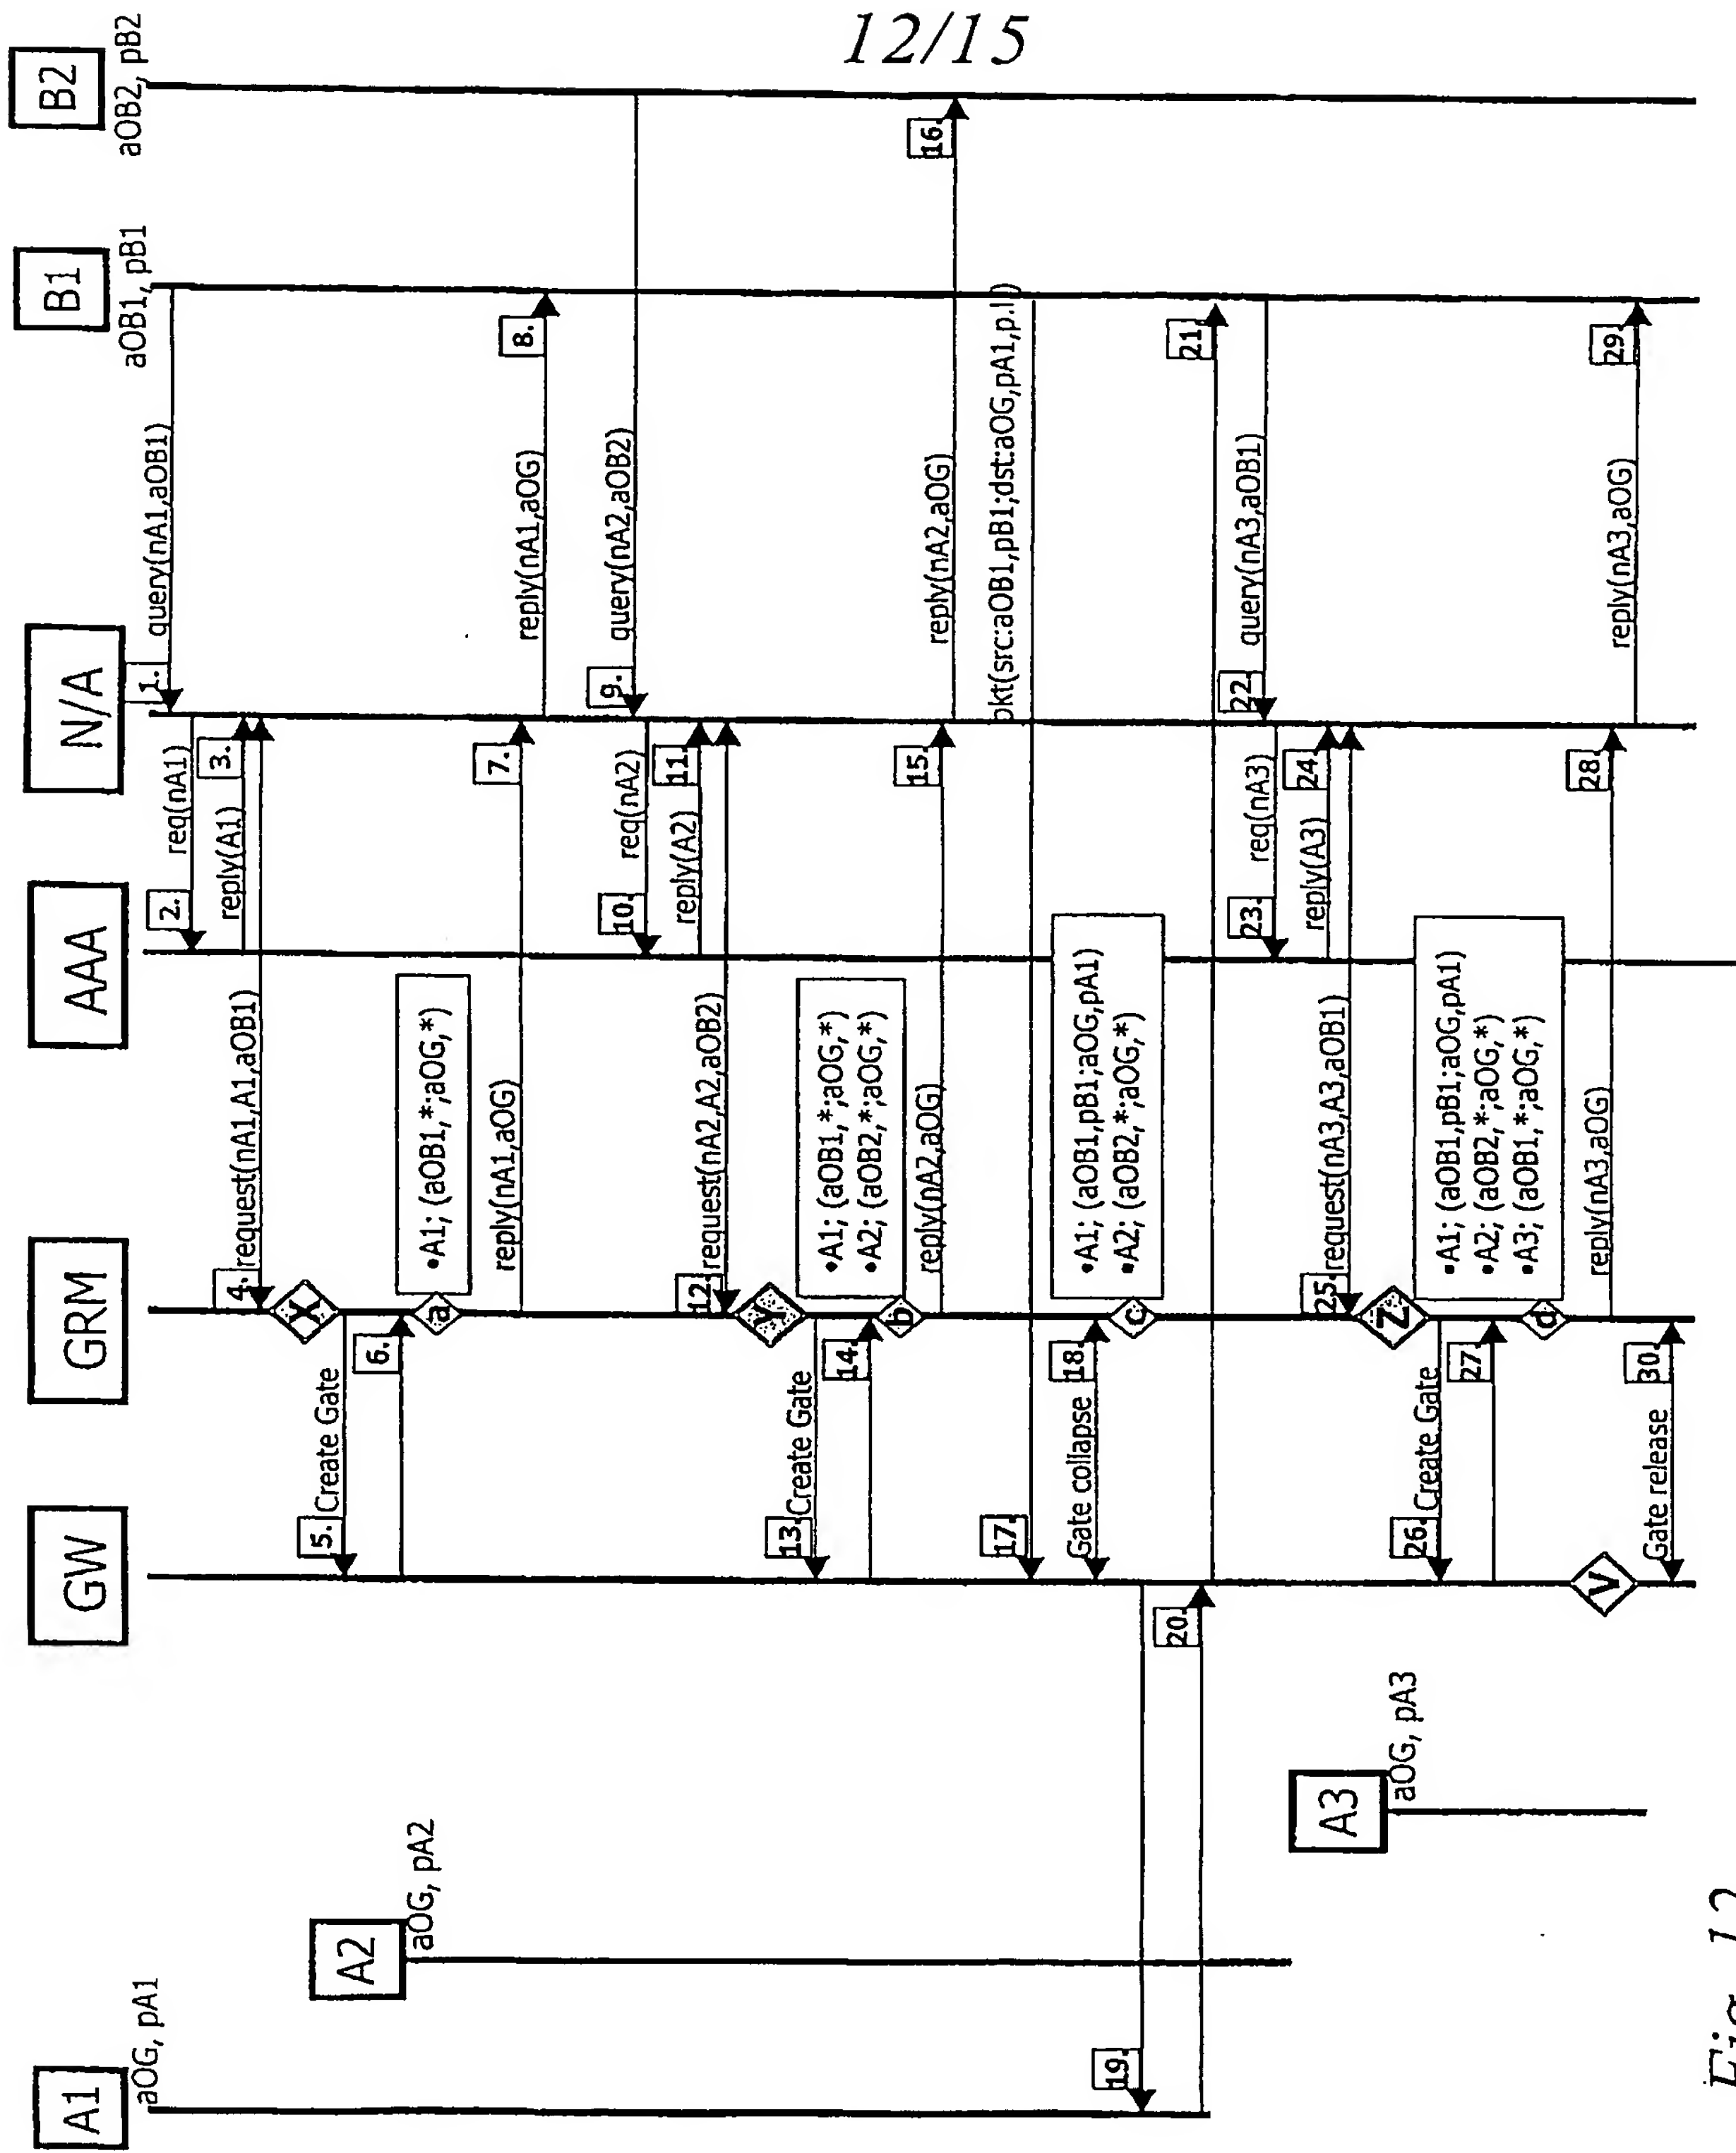 12/15
A1
aOG, pA1
A2
aOG, pA2
A3
aOG, pA3
GW
GRM
AAA
N/A
B1
aOB1, pB1
B2
aOB2, pB2
1.
query(nA1,aOB1)
2.
req(nA1)
3.
reply(A1)
4.
request(nA1,A1,aOB1)
X
5.
Create Gate
6.
a
•A1; (aOB1,*;aOG,*)
7.
reply(nA1,aOG)
8.
reply(nA1,aOG)
9.
query(nA2,aOB2)
10.
req(nA2)
11.
reply(A2)
12.
request(nA2,A2,aOB2)
Y
13.
Create Gate
14.
b
•A1; (aOB1,*;aOG,*)
•A2; (aOB2,*;aOG,*)
15.
reply(nA2,aOG)
16.
reply(nA2,aOG)
17.
pkt(src:aOB1,pB1;dst:aOG,pA1,p.I)
18.
Gate collapse
c
•A1; (aOB1,pB1;aOG,pA1)
•A2; (aOB2,*;aOG,*)
19.
20.
21.
22.
query(nA3,aOB1)
23.
req(nA3)
24.
reply(A3)
25.
request(nA3,A3,aOB1)
Z
26.
Create Gate
27.
d
•A1; (aOB1,pB1;aOG,pA1)
•A2; (aOB2,*;aOG,*)
•A3; (aOB1,*;aOG,*)
28.
reply(nA3,aOG)
29.
reply(nA3,aOG)
V
30.
Gate release
Fig. 12